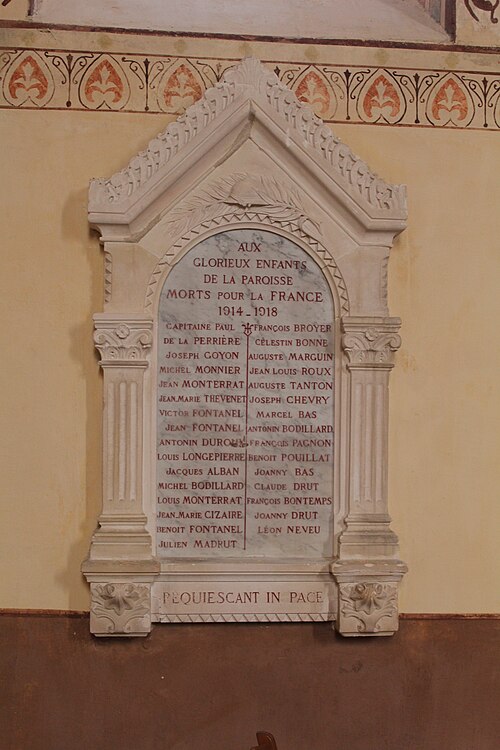 AUX
GLORIEUX ENFANTS
DE LA PAROISSE
MORTS POUR LA FRANCE
1914-1918
CAPITAINE PAUL
DE LA PERRIÈRE
JOSEPH GOYON
MICHEL MONNIER
JEAN MONTERRAT
JEAN.MARIE THEVENET
VICTOR FONTANEL
JEAN FONTANEL
ANTONIN DUROUX
LOUIS LONGEPIERRE
JACQUES ALBAN
MICHEL BODILLARD
LOUIS MONTERRAT
JEAN.MARIE CIZAIRE
BENOIT FONTANEL
JULIEN MADRUT
FRANÇOIS BROYER
CÉLESTIN BONNE
AUGUSTE MARGUIN
JEAN LOUIS ROUX
AUGUSTE TANTON
JOSEPH CHEVRY
MARCEL BAS
ANTONIN BODILLARD
FRANÇOIS PAGNON
BENOIT POUILLAT
JOANNY BAS
CLAUDE DRUT
FRANÇOIS BONTEMPS
JOANNY DRUT
LÉON NEVEU
REQUIESCANT IN PACE